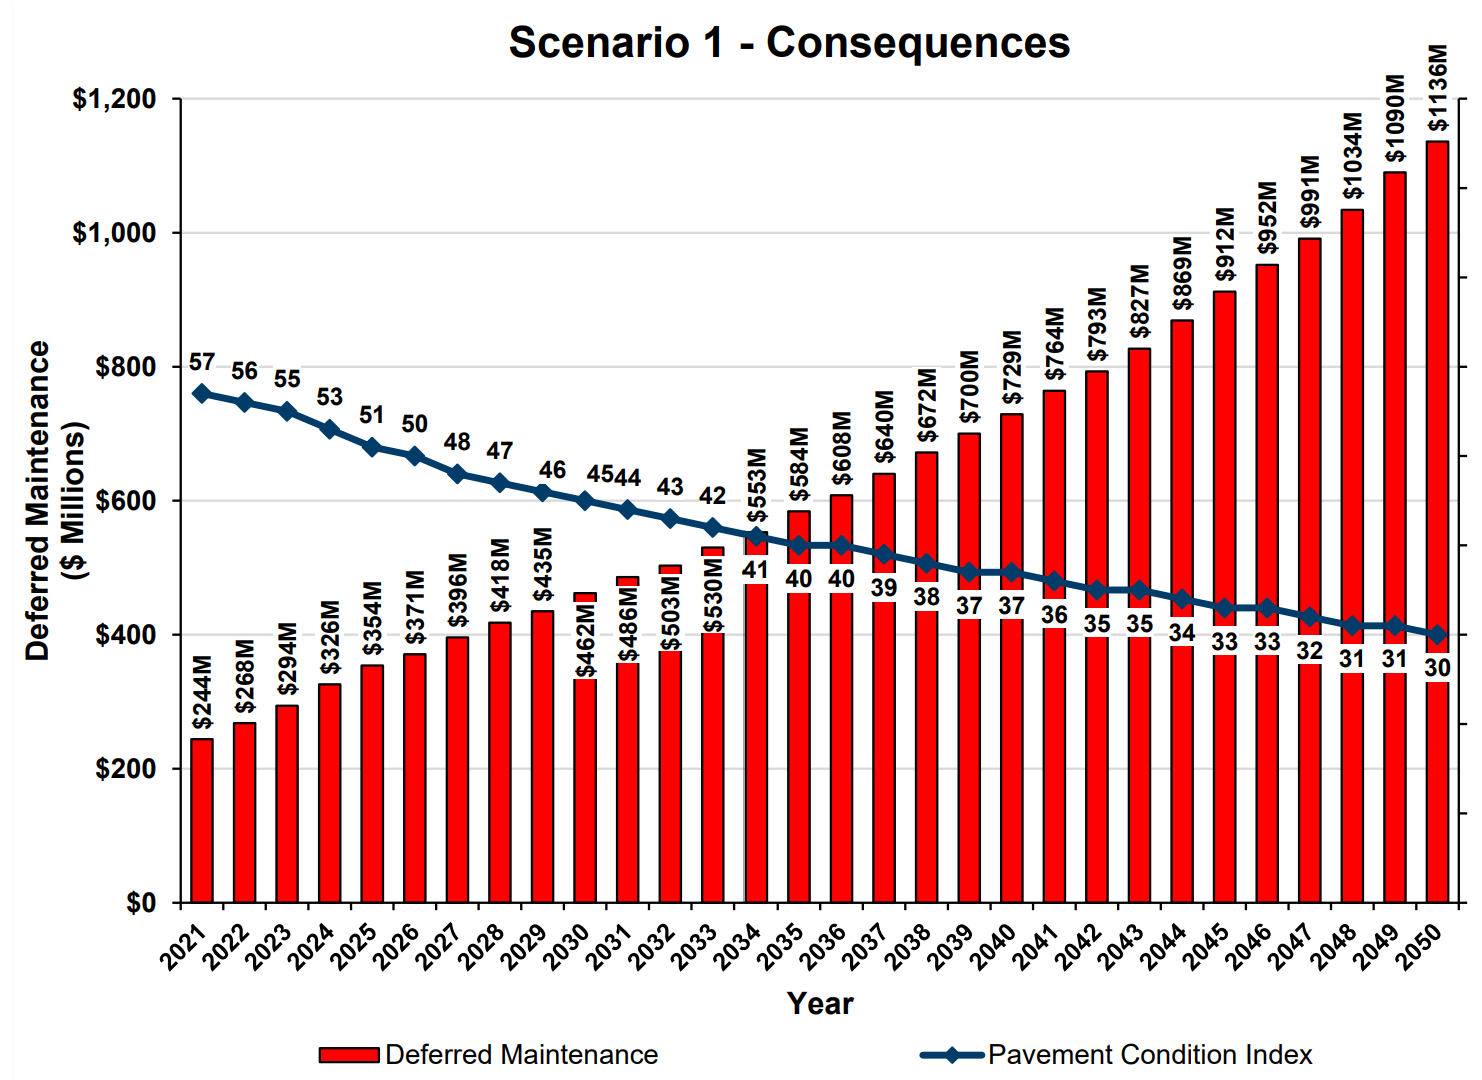 Scenario 1 - Consequences
$1,200
$1,000
$800
$600
$400
$200
$0
Deferred Maintenance
($ Millions)
57
56
55
53
51
50
48
47
46
45
44
43
42
41
40
40
39
38
37
37
36
35
35
34
33
33
32
31
31
30
$244M
$268M
$294M
$326M
$354M
$371M
$396M
$418M
$435M
$462M
$486M
$503M
$530M
$553M
$584M
$608M
$640M
$672M
$700M
$729M
$764M
$793M
$827M
$869M
$912M
$952M
$991M
$1034M
$1090M
$1136M
2021
2022
2023
2024
2025
2026
2027
2028
2029
2030
2031
2032
2033
2034
2035
2036
2037
2038
2039
2040
2041
2042
2043
2044
2045
2046
2047
2048
2049
2050
Year
Deferred Maintenance
Pavement Condition Index